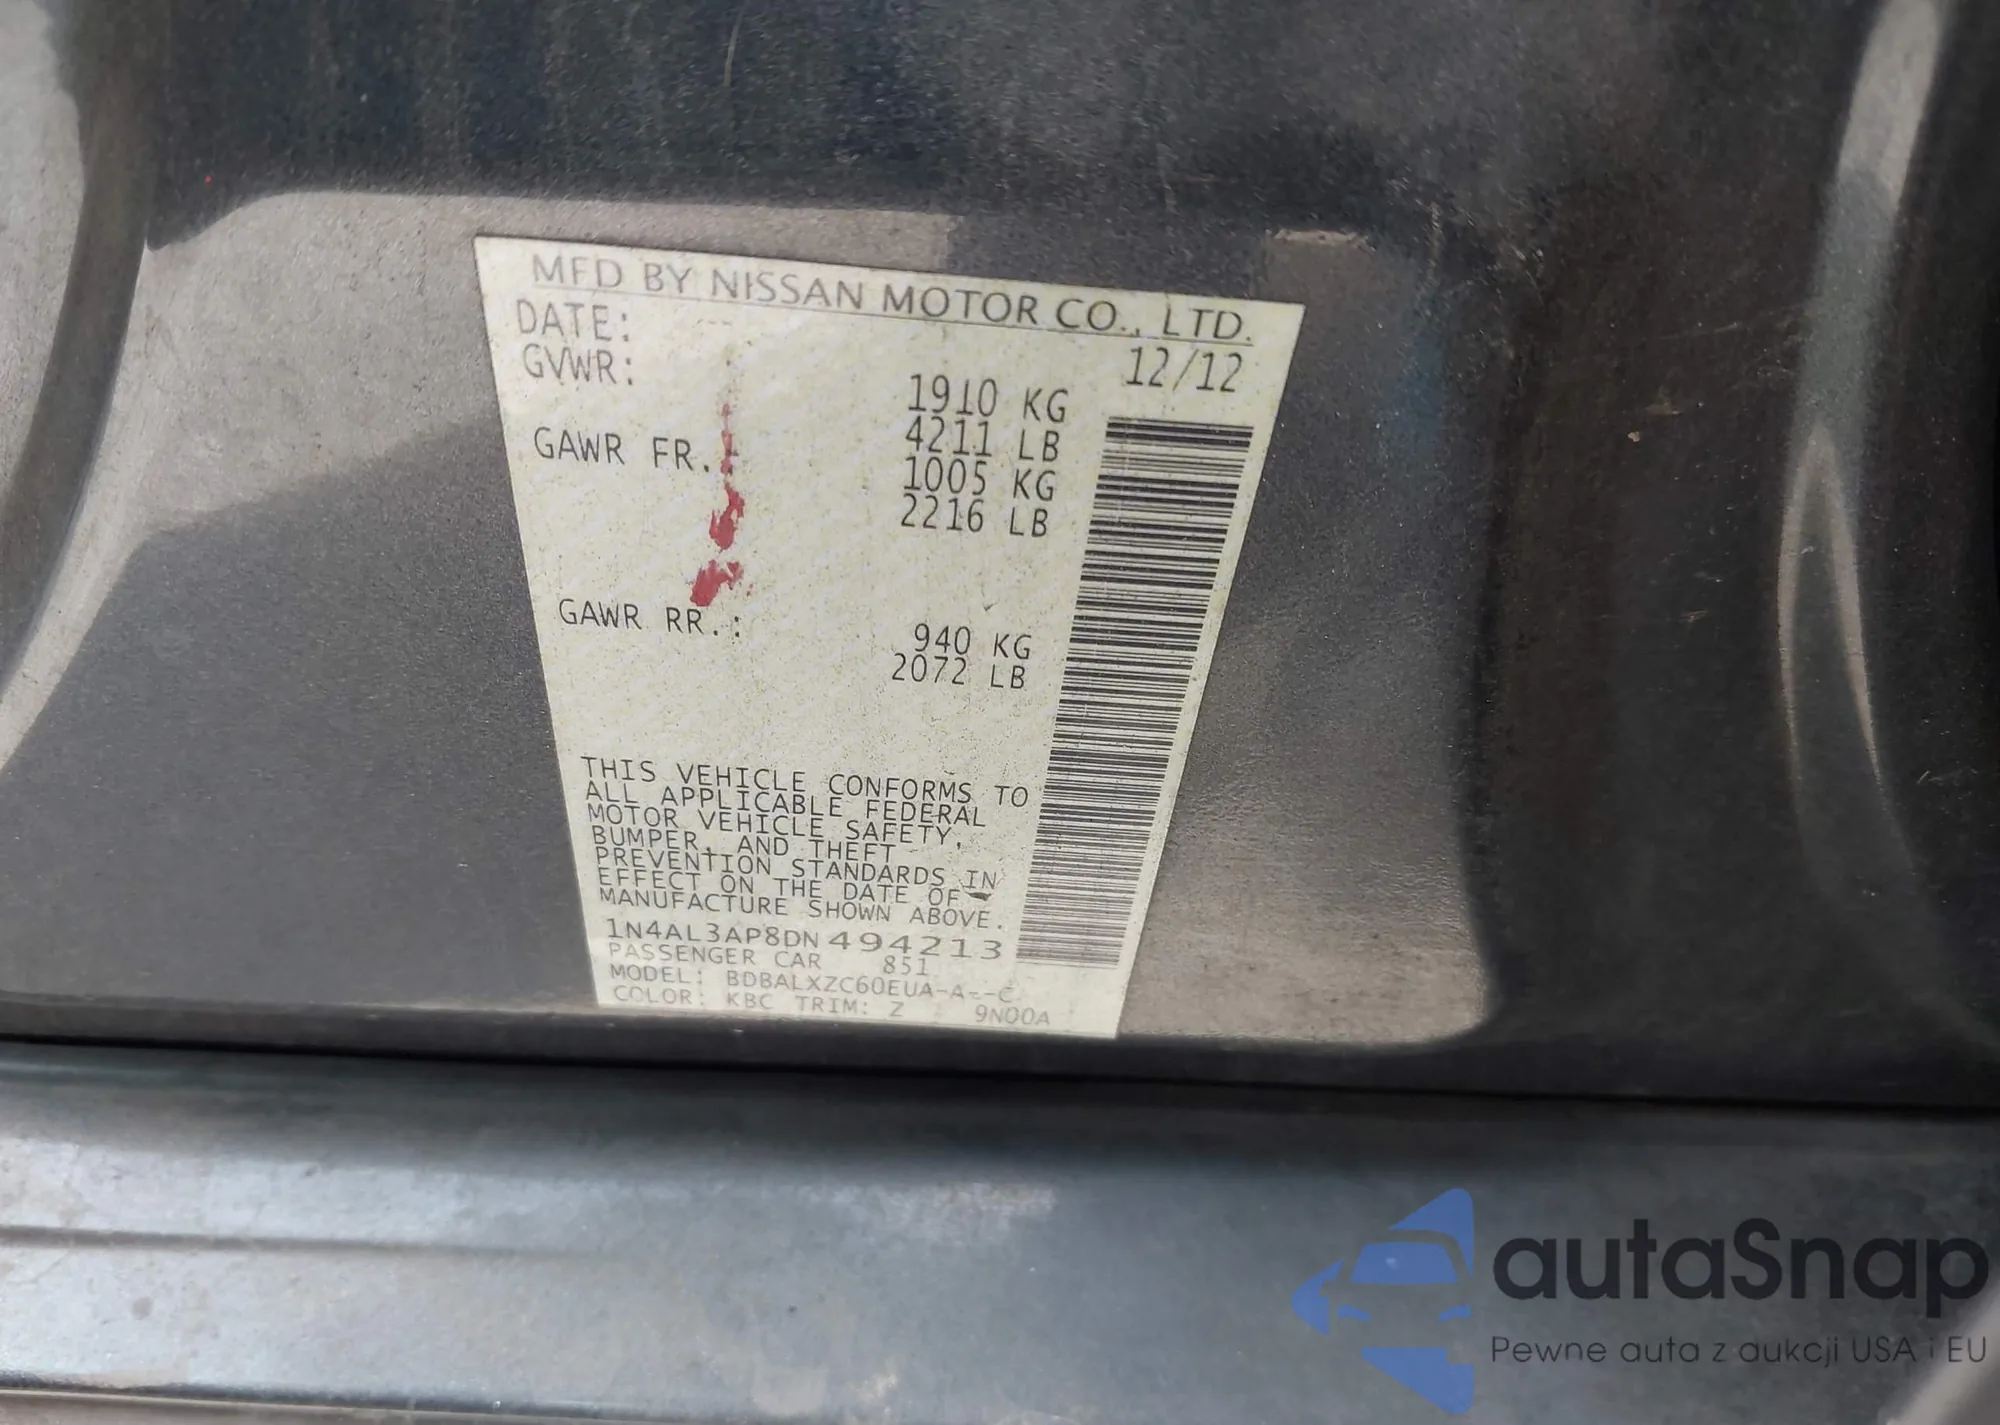 MFD BY NISSAN MOTOR CO., LTD.
DATE: 12/12
GVWR: 1910 KG
4211 LB
GAWR FR.: 1005 KG
2216 LB
GAWR RR.: 940 KG
2072 LB
THIS VEHICLE CONFORMS TO
ALL APPLICABLE FEDERAL
MOTOR VEHICLE SAFETY,
BUMPER, AND THEFT
PREVENTION STANDARDS IN
EFFECT ON THE DATE OF
MANUFACTURE SHOWN ABOVE.
1N4AL3AP8DN494213
PASSENGER CAR 851
MODEL: BDBALXZC60EUA-A--C
COLOR: KBC TRIM: Z 9N00A
autaSnap
Pewne auta z aukcji USA i EU